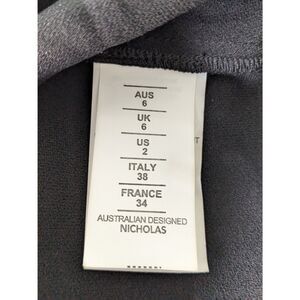 AUS
6
UK
6
US
2
ITALY
38
FRANCE
34
AUSTRALIAN DESIGNED
NICHOLAS